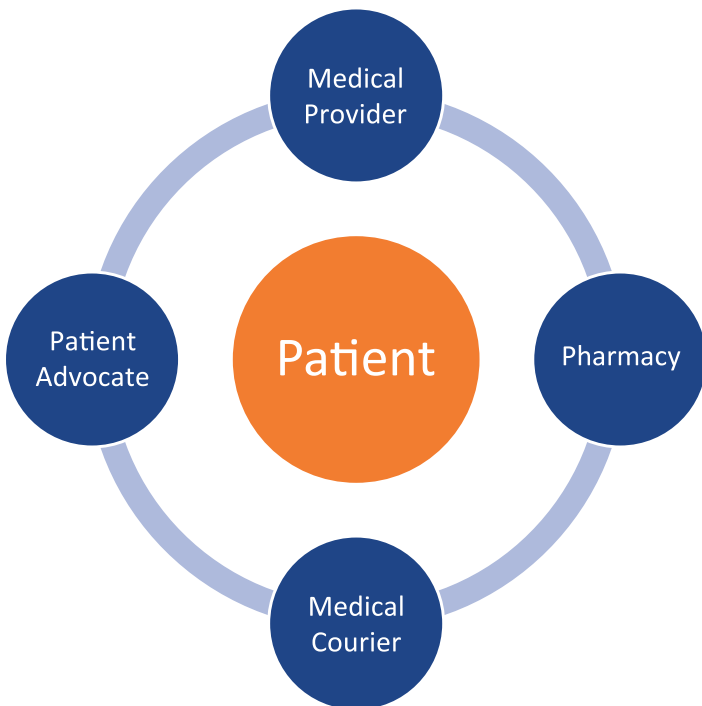 Medical
Provider
Patient
Advocate
Patient
Pharmacy
Medical
Courier